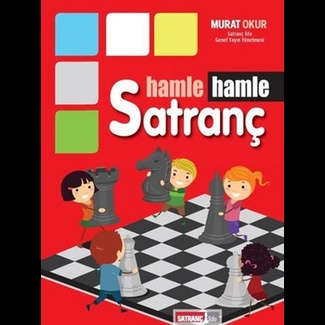 MURAT OKUR
Satranç life
Genel Yayın Yönetmeni
hamle hamle
Satranç
SATRANÇ life